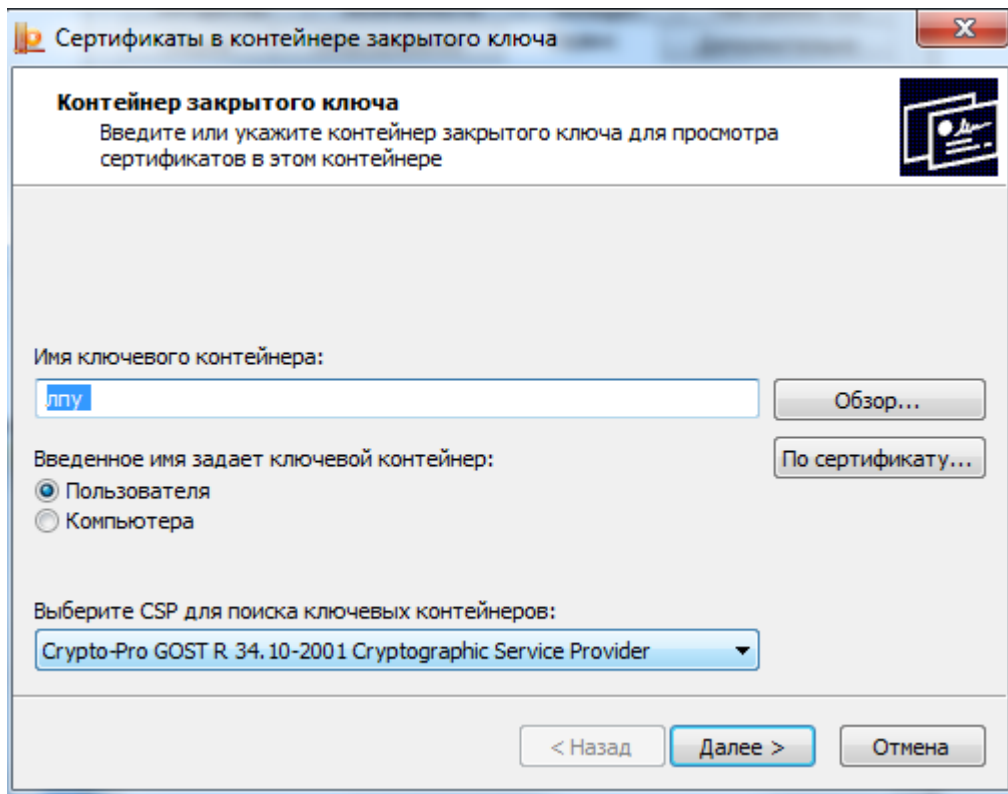 Сертификаты в контейнере закрытого ключа
Контейнер закрытого ключа
Введите или укажите контейнер закрытого ключа для просмотра
сертификатов в этом контейнере
Имя ключевого контейнера:
лпу
Обзор...
Введенное имя задает ключевой контейнер:
По сертификату...
Пользователя
Компьютера
Выберите CSP для поиска ключевых контейнеров:
Crypto-Pro GOST R 34.10-2001 Cryptographic Service Provider
< Назад
Далее >
Отмена